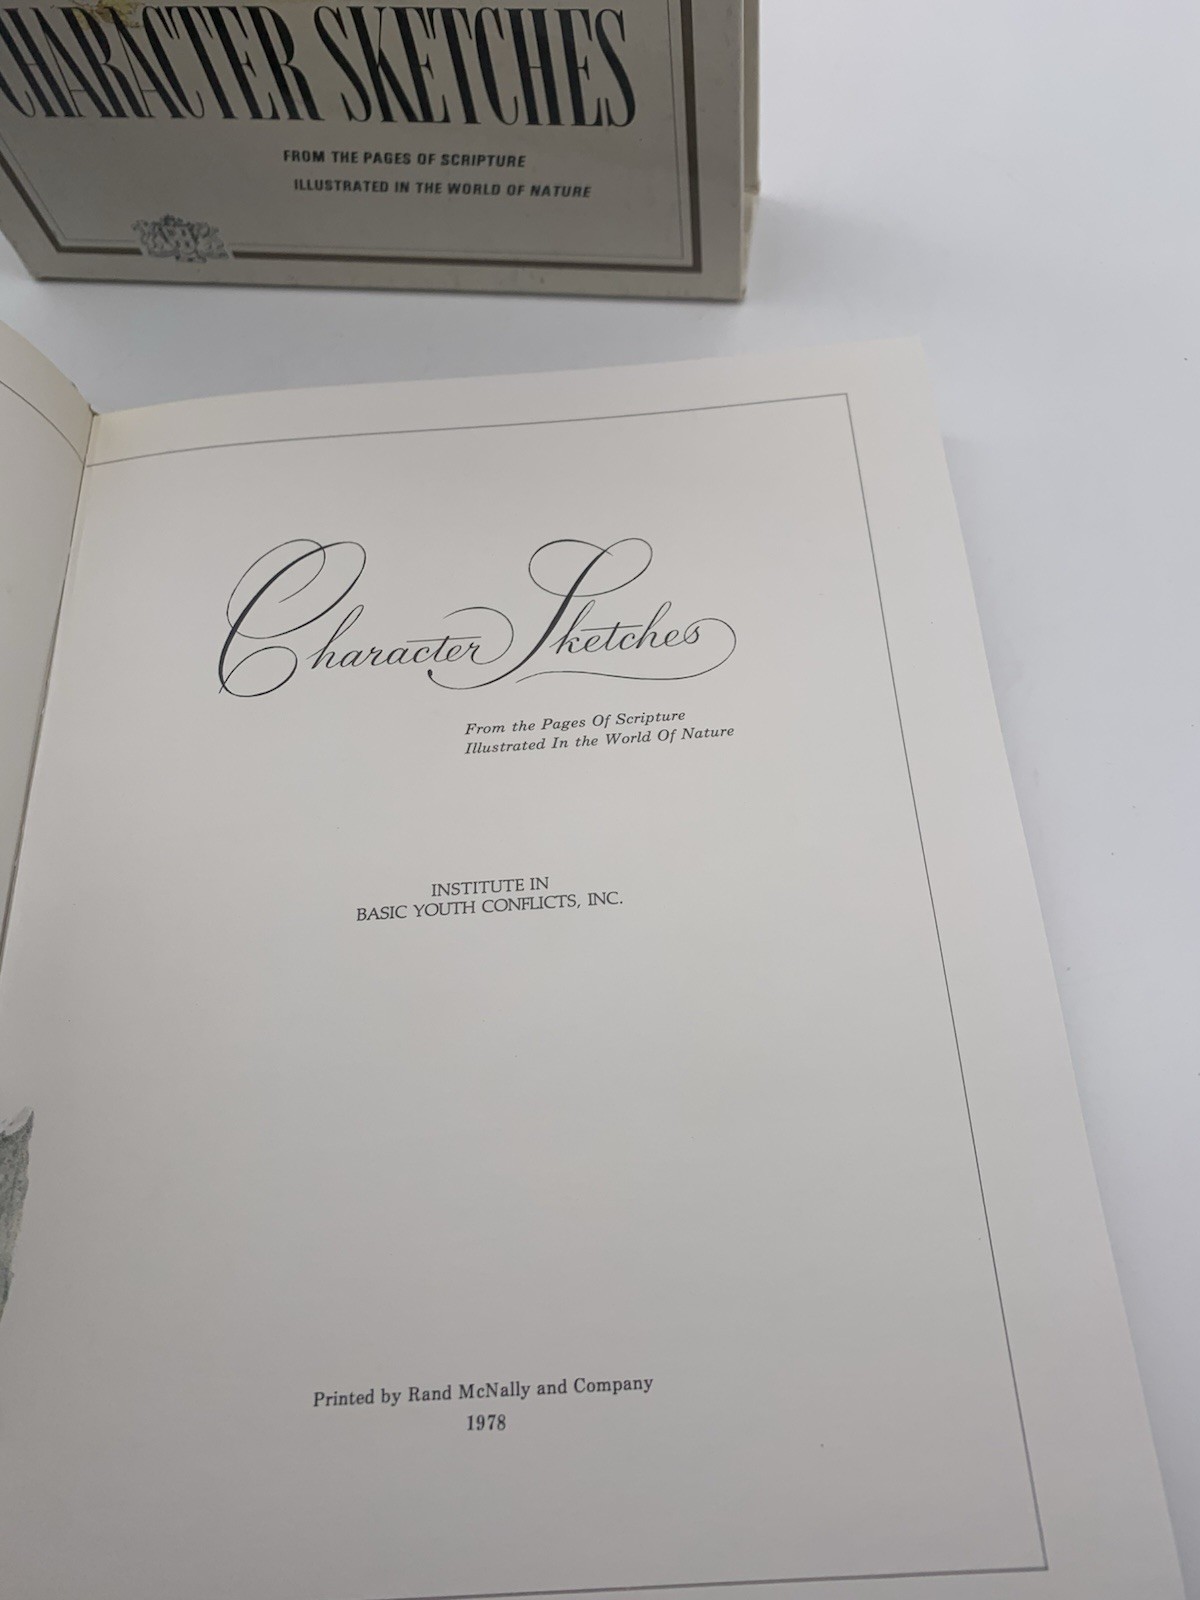 CHARACTER SKETCHES
FROM THE PAGES OF SCRIPTURE
ILLUSTRATED IN THE WORLD OF NATURE
Character Sketches
From the Pages Of Scripture
Illustrated In the World Of Nature
INSTITUTE IN
BASIC YOUTH CONFLICTS, INC.
Printed by Rand McNally and Company
1978